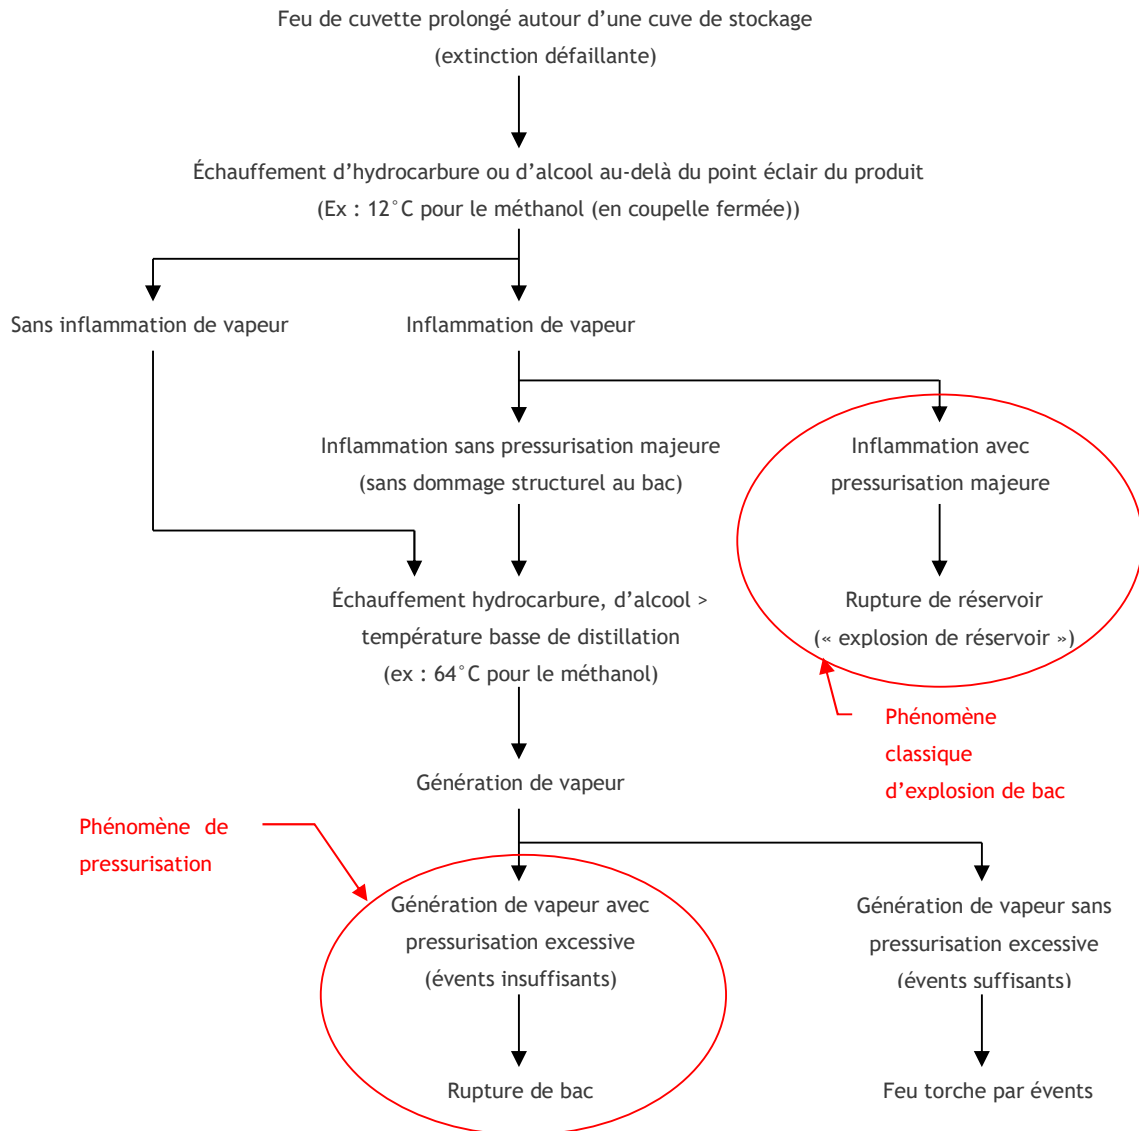 Feu de cuvette prolongé autour d’une cuve de stockage
(extinction défaillante)
Échauffement d’hydrocarbure ou d’alcool au-delà du point éclair du produit
(Ex : 12°C pour le méthanol (en coupelle fermée))
Sans inflammation de vapeur
Inflammation de vapeur
Inflammation sans pressurisation majeure
(sans dommage structurel au bac)
Inflammation avec
pressurisation majeure
Échauffement hydrocarbure, d’alcool >
température basse de distillation
(ex : 64°C pour le méthanol)
Rupture de réservoir
(« explosion de réservoir »)
Phénomène
classique
d’explosion de bac
Génération de vapeur
Phénomène de
pressurisation
Génération de vapeur avec
pressurisation excessive
(évents insuffisants)
Génération de vapeur sans
pressurisation excessive
(évents suffisants)
Rupture de bac
Feu torche par évents